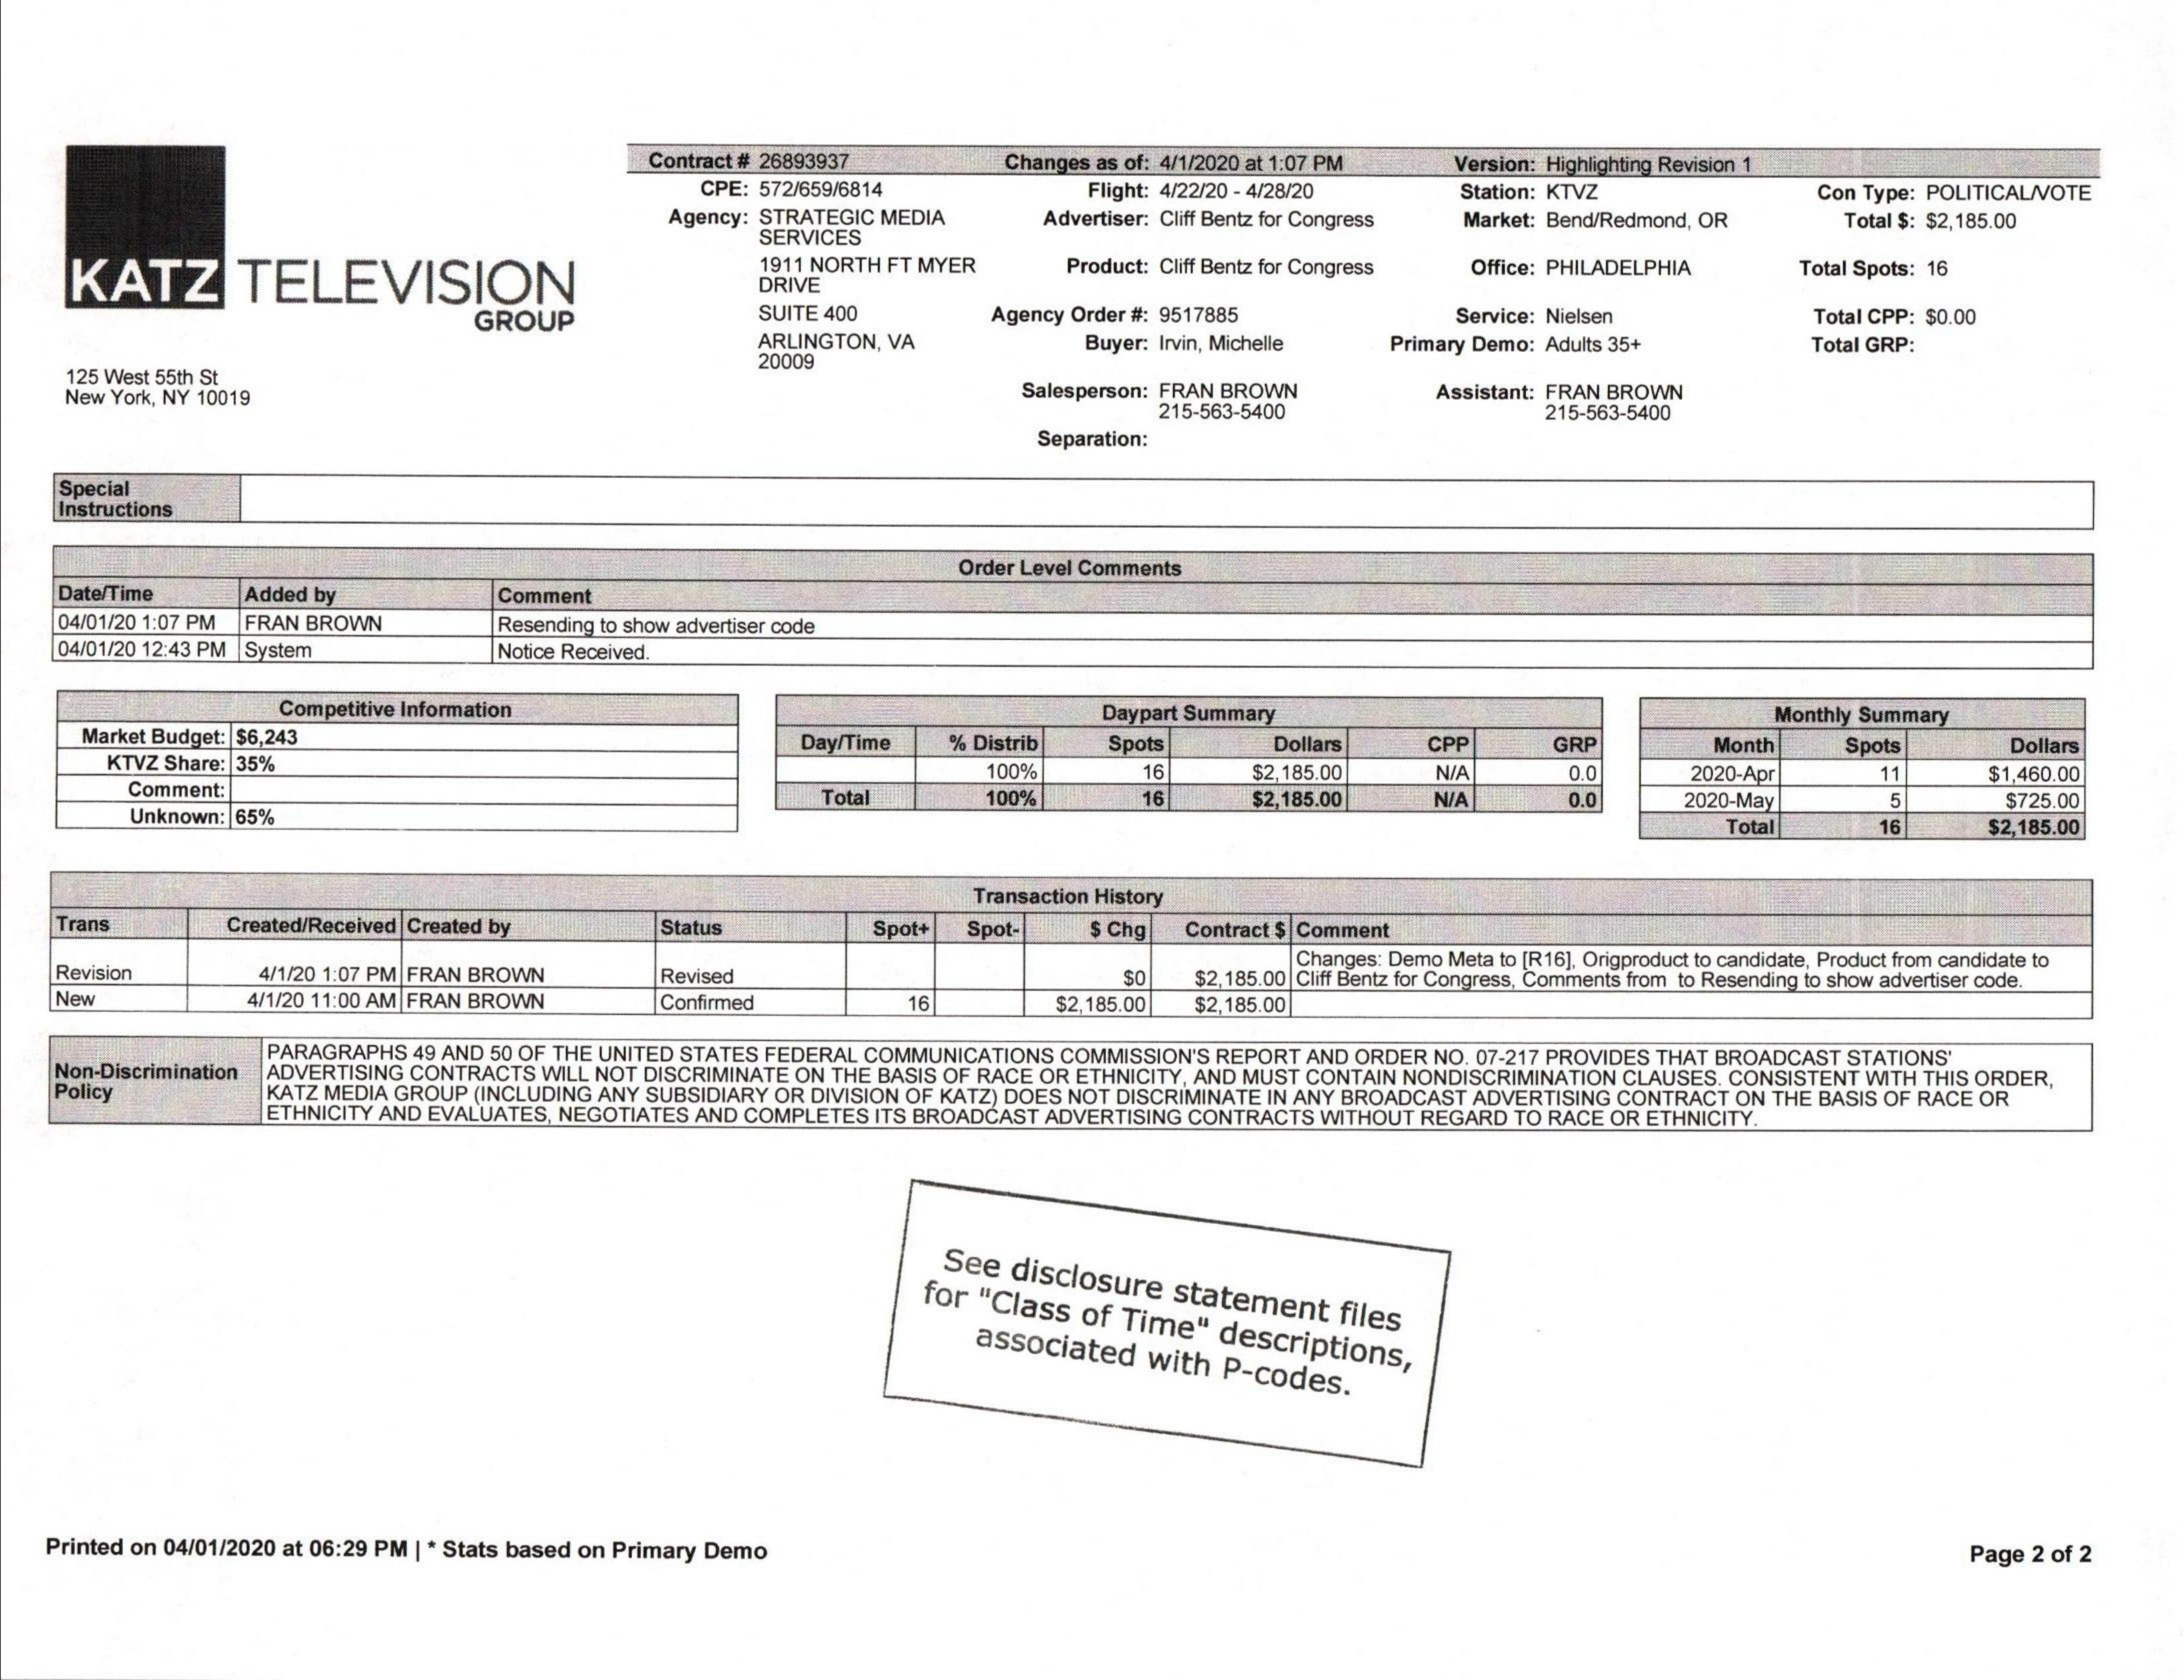 KATZ TELEVISION
GROUP
125 West 55th St
New York, NY 10019
Contract # 26893937 Changes as of: 4/1/2020 at 1:07 PM Version: Highlighting Revision 1
CPE: 572/659/6814 Flight: 4/22/20 - 4/28/20 Station: KTVZ Con Type: POLITICAL/VOTE
Agency: STRATEGIC MEDIA SERVICES Advertiser: Cliff Bentz for Congress Market: Bend/Redmond, OR Total $: $2,185.00
1911 NORTH FT MYER DRIVE Product: Cliff Bentz for Congress Office: PHILADELPHIA Total Spots: 16
SUITE 400 Agency Order #: 9517885 Service: Nielsen Total CPP: $0.00
ARLINGTON, VA 20009 Buyer: Irvin, Michelle Primary Demo: Adults 35+ Total GRP:
Salesperson: FRAN BROWN Assistant: FRAN BROWN
215-563-5400 215-563-5400
Separation:
Special
Instructions
Order Level Comments
Date/Time Added by Comment
04/01/20 1:07 PM FRAN BROWN Resending to show advertiser code
04/01/20 12:43 PM System Notice Received.
Competitive Information
Market Budget: $6,243
KTVZ Share: 35%
Comment:
Unknown: 65%
Daypart Summary
Day/Time % Distrib Spots Dollars CPP GRP
100% 16 $2,185.00 N/A 0.0
Total 100% 16 $2,185.00 N/A 0.0
Monthly Summary
Month Spots Dollars
2020-Apr 11 $1,460.00
2020-May 5 $725.00
Total 16 $2,185.00
Transaction History
Trans Created/Received Created by Status Spot+ Spot- $ Chg Contract $ Comment
Revision 4/1/20 1:07 PM FRAN BROWN Revised $0 $2,185.00 Changes: Demo Meta to [R16], Origproduct to candidate, Product from candidate to
Cliff Bentz for Congress, Comments from to Resending to show advertiser code.
New 4/1/20 11:00 AM FRAN BROWN Confirmed 16 $2,185.00 $2,185.00
Non-Discrimination
Policy
PARAGRAPHS 49 AND 50 OF THE UNITED STATES FEDERAL COMMUNICATIONS COMMISSION'S REPORT AND ORDER NO. 07-217 PROVIDES THAT BROADCAST STATIONS'
ADVERTISING CONTRACTS WILL NOT DISCRIMINATE ON THE BASIS OF RACE OR ETHNICITY, AND MUST CONTAIN NONDISCRIMINATION CLAUSES. CONSISTENT WITH THIS ORDER,
KATZ MEDIA GROUP (INCLUDING ANY SUBSIDIARY OR DIVISION OF KATZ) DOES NOT DISCRIMINATE IN ANY BROADCAST ADVERTISING CONTRACT ON THE BASIS OF RACE OR
ETHNICITY AND EVALUATES, NEGOTIATES AND COMPLETES ITS BROADCAST ADVERTISING CONTRACTS WITHOUT REGARD TO RACE OR ETHNICITY.
See disclosure statement files
for "Class of Time" descriptions,
associated with P-codes.
Printed on 04/01/2020 at 06:29 PM | * Stats based on Primary Demo
Page 2 of 2